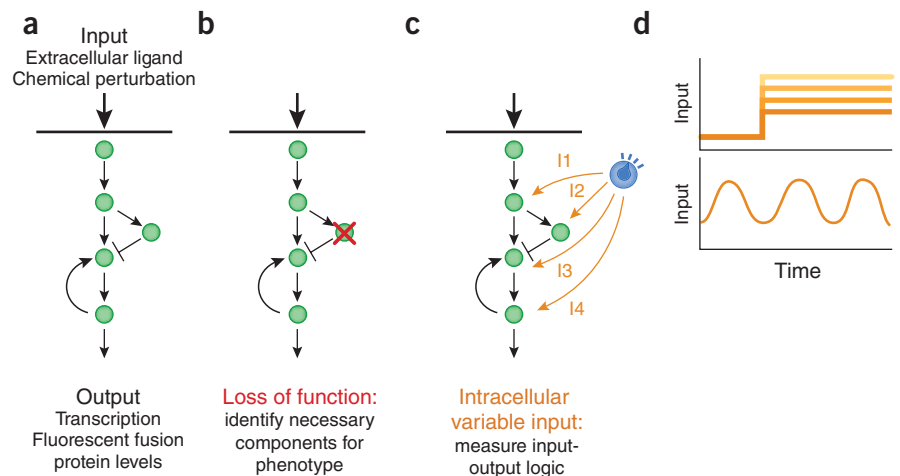 a
Input
Extracellular ligand
Chemical perturbation
Output
Transcription
Fluorescent fusion
protein levels
b
Loss of function:
identify necessary
components for
phenotype
c
I1
I2
I3
I4
Intracellular
variable input:
measure input-
output logic
d
Input
Input
Time